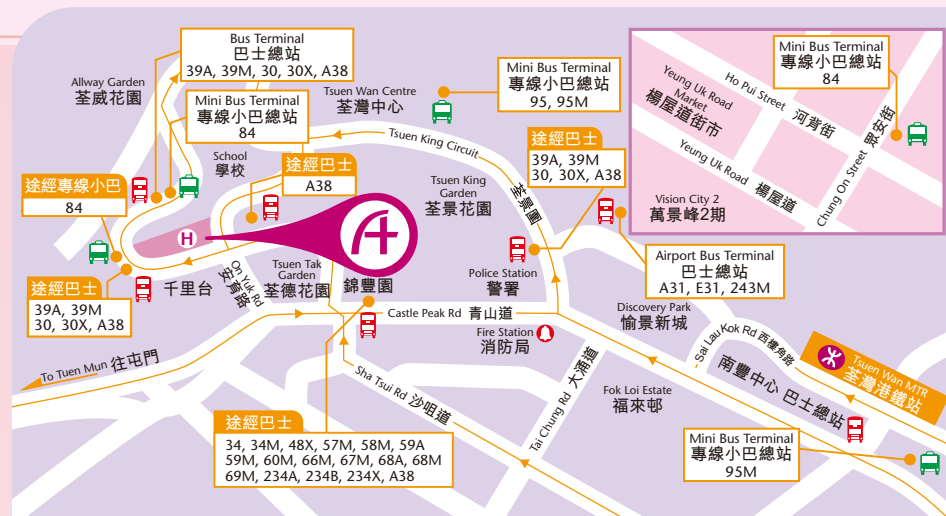 Bus Terminal
巴士總站
39A, 39M, 30, 30X, A38
Allway Garden
荃威花園
Mini Bus Terminal
專線小巴總站
84
School
學校
Tsuen Wan Centre
荃灣中心
Mini Bus Terminal
專線小巴總站
95, 95M
Tsuen King Circuit
荃景圍
Tsuen King
Garden
荃景花園
途經巴士
39A, 39M
30, 30X, A38
途經巴士
A38
途經專線小巴
84
H
途經巴士
39A, 39M
30, 30X, A38
千里台
On Yuk Rd
安育路
Tsuen Tak
Garden
荃德花園
錦豐園
Police Station
警署
Castle Peak Rd 青山道
Fire Station
消防局
To Tuen Mun 往屯門
Sha Tsui Rd 沙咀道
途經巴士
34, 34M, 48X, 57M, 58M, 59A
59M, 60M, 66M, 67M, 68A, 68M
69M, 234A, 234B, 234X, A38
Tai Chung Rd 大涌道
Fok Loi Estate
福來邨
Airport Bus Terminal
巴士總站
A31, E31, 243M
Discovery Park
愉景新城
Sai Lau Kok Rd 西樓角路
Tsuen Wan MTR
荃灣港鐵站
南豐中心 巴士總站
Mini Bus Terminal
專線小巴總站
95M
Mini Bus Terminal
專線小巴總站
84
Yeung Uk Road
Market
楊屋道街市
Ho Pui Street 河背街
Yeung Uk Road 楊屋道
Chung On Street 眾安街
Vision City 2
萬景峰2期